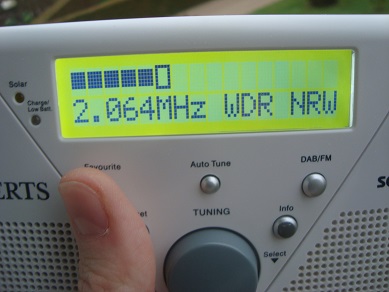 Solar
Charge/
Low Batt
2.064MHz WDR NRW
Favourite
Auto Tune
DAB/FM
ERTS
TUNING
Info
Select